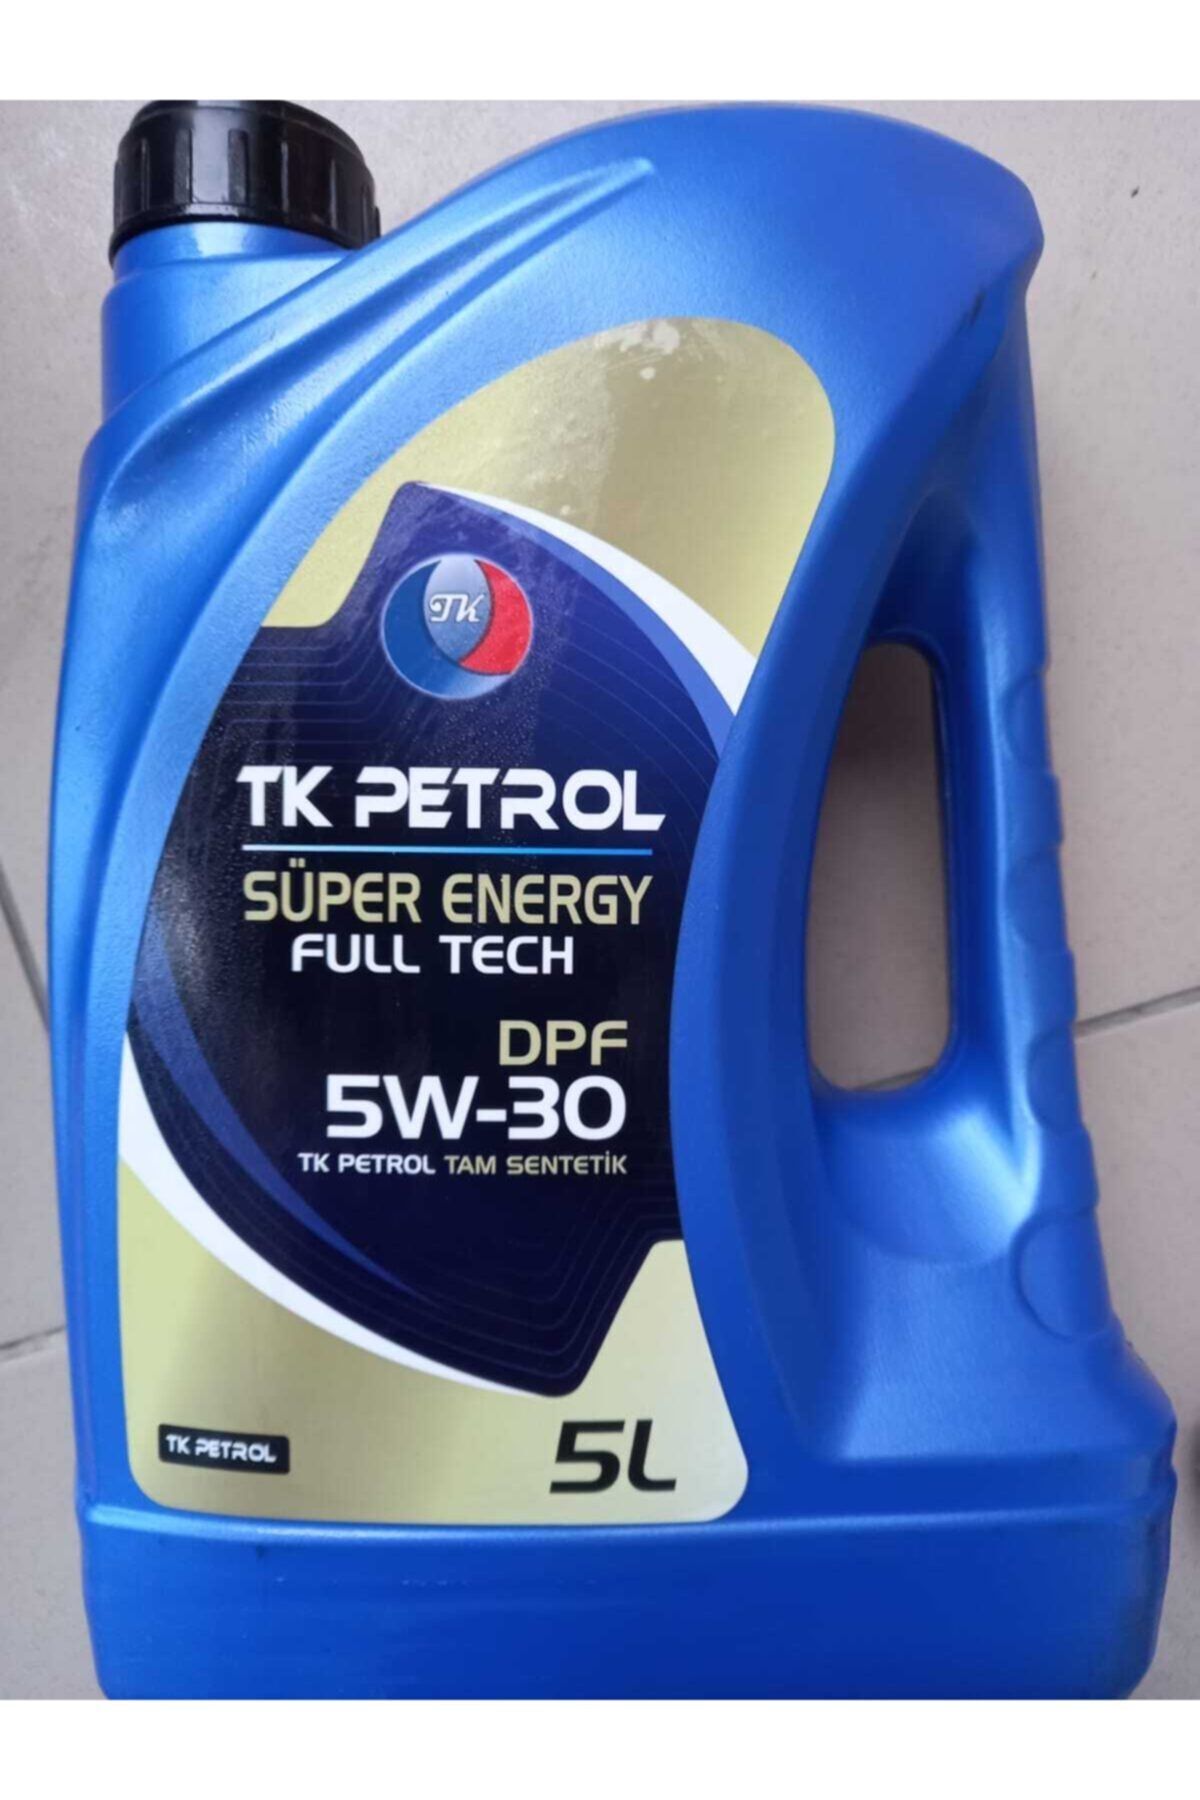 TK
TK PETROL
SÜPER ENERGY
FULL TECH
DPF
5W-30
TK PETROL TAM SENTETİK
TK PETROL
5L